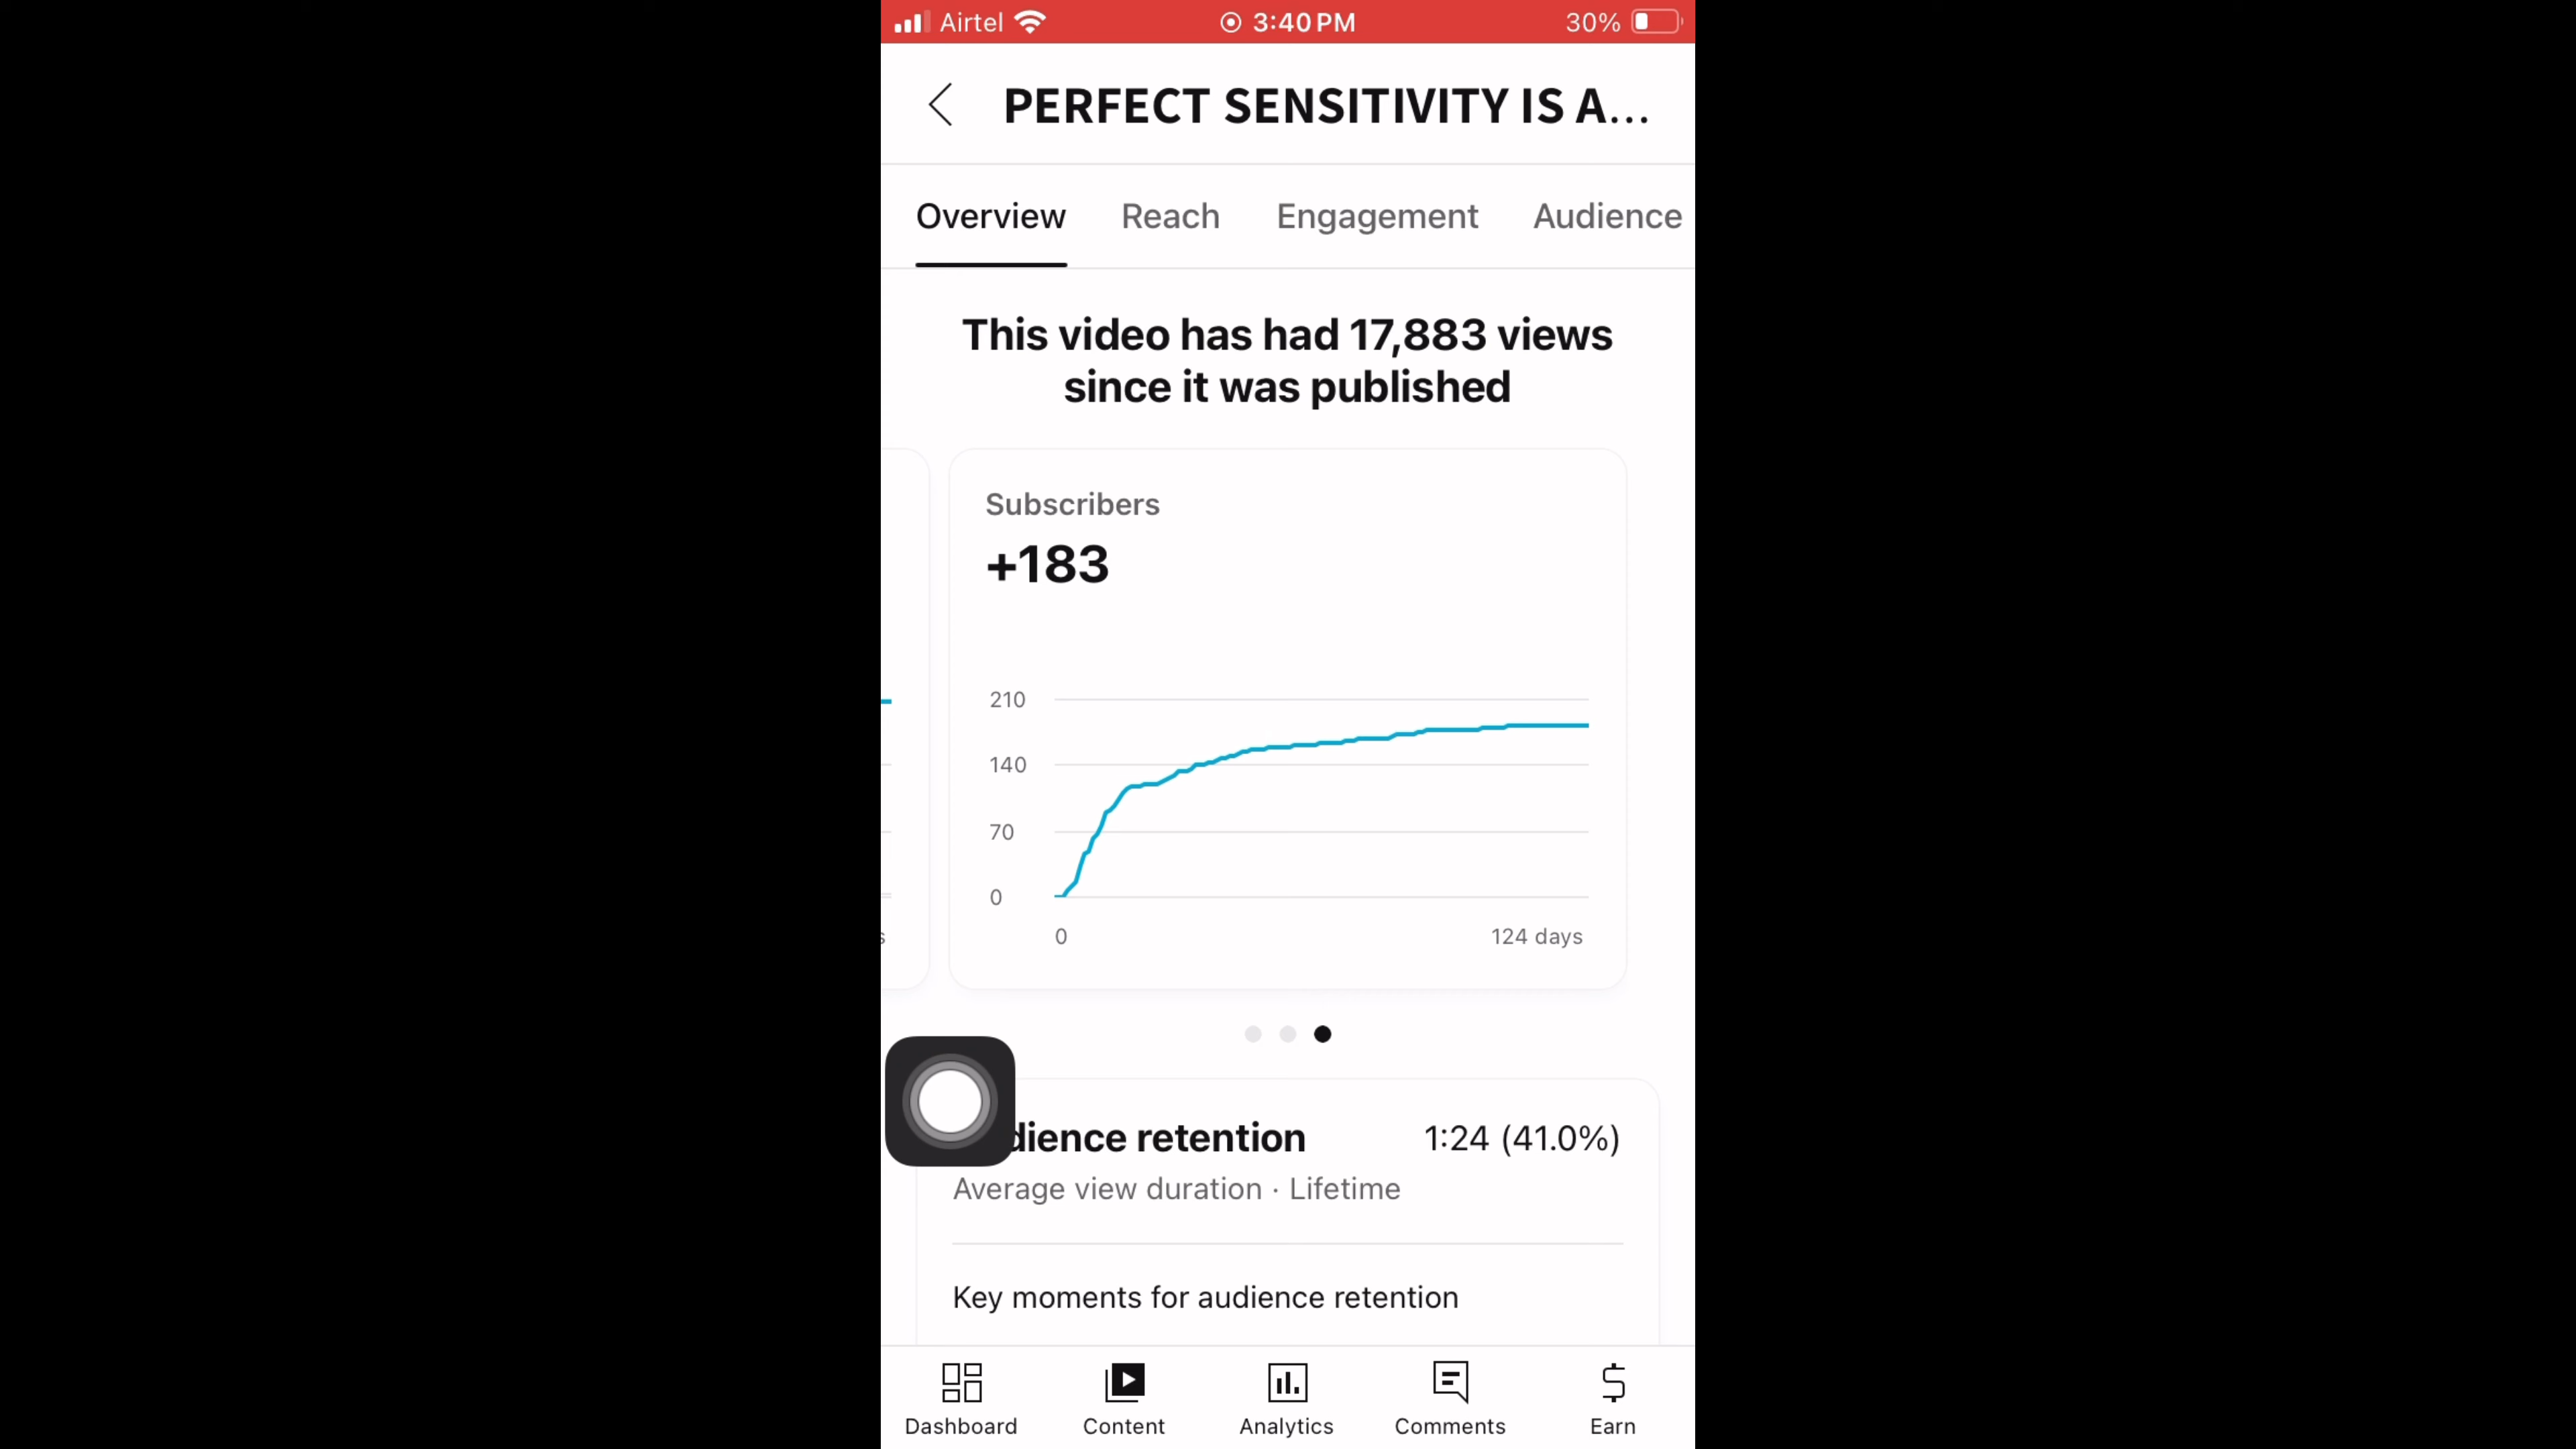 Airtel 3:40 PM 30%
PERFECT SENSITIVITY IS A...
Overview Reach Engagement Audience
This video has had 17,883 views
since it was published
Subscribers
+183
210
140
70
0
0 124 days
s
dience retention 1:24 (41.0%)
Average view duration · Lifetime
Key moments for audience retention
Dashboard Content Analytics Comments Earn